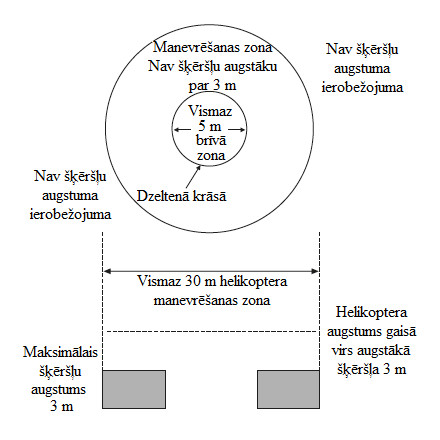 Manevrēšanas zona
Nav šķēršļu augstāku
par 3 m
Nav šķēršļu
augstuma
ierobežojuma
Vismaz
5 m
brīvā
zona
Nav šķēršļu
augstuma
ierobežojuma
Dzeltenā krāsā
Vismaz 30 m helikoptera
manevrēšanas zona
Helikoptera
augstums gaisā
virs augstākā
šķēršļa 3 m
Maksimālais
šķēršļu
augstums
3 m